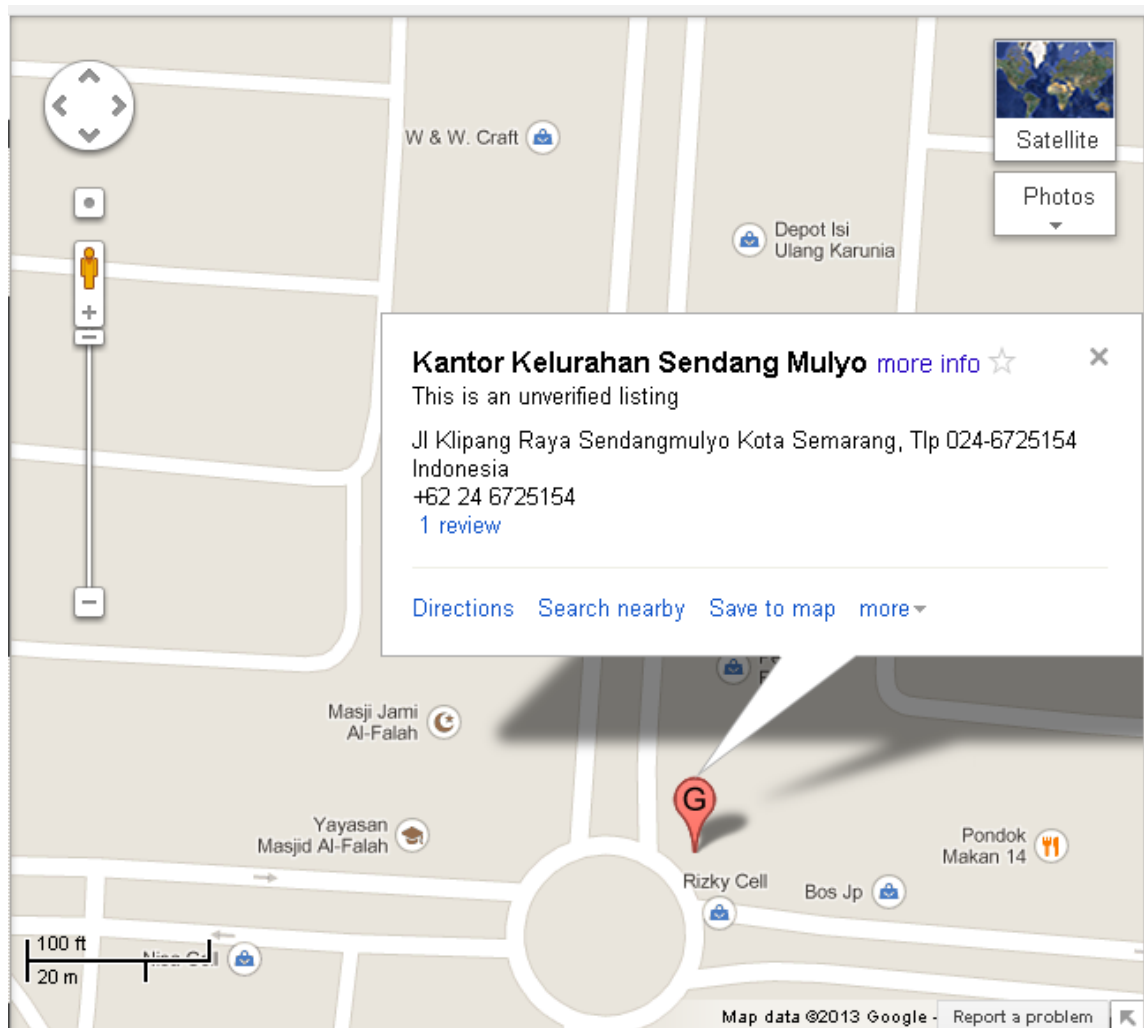 W & W. Craft
Satellite
Photos
Depot Isi
Ulang Karunia
Kantor Kelurahan Sendang Mulyo more info
This is an unverified listing
Jl Klipang Raya Sendangmulyo Kota Semarang, Tlp 024-6725154
Indonesia
+62 24 6725154
1 review
Directions Search nearby Save to map more
Masji Jami
Al-Falah
G
Yayasan
Masjid Al-Falah
Pondok
Makan 14
Rizky Cell
Bos Jp
100 ft
20 m
Map data ©2013 Google - Report a problem